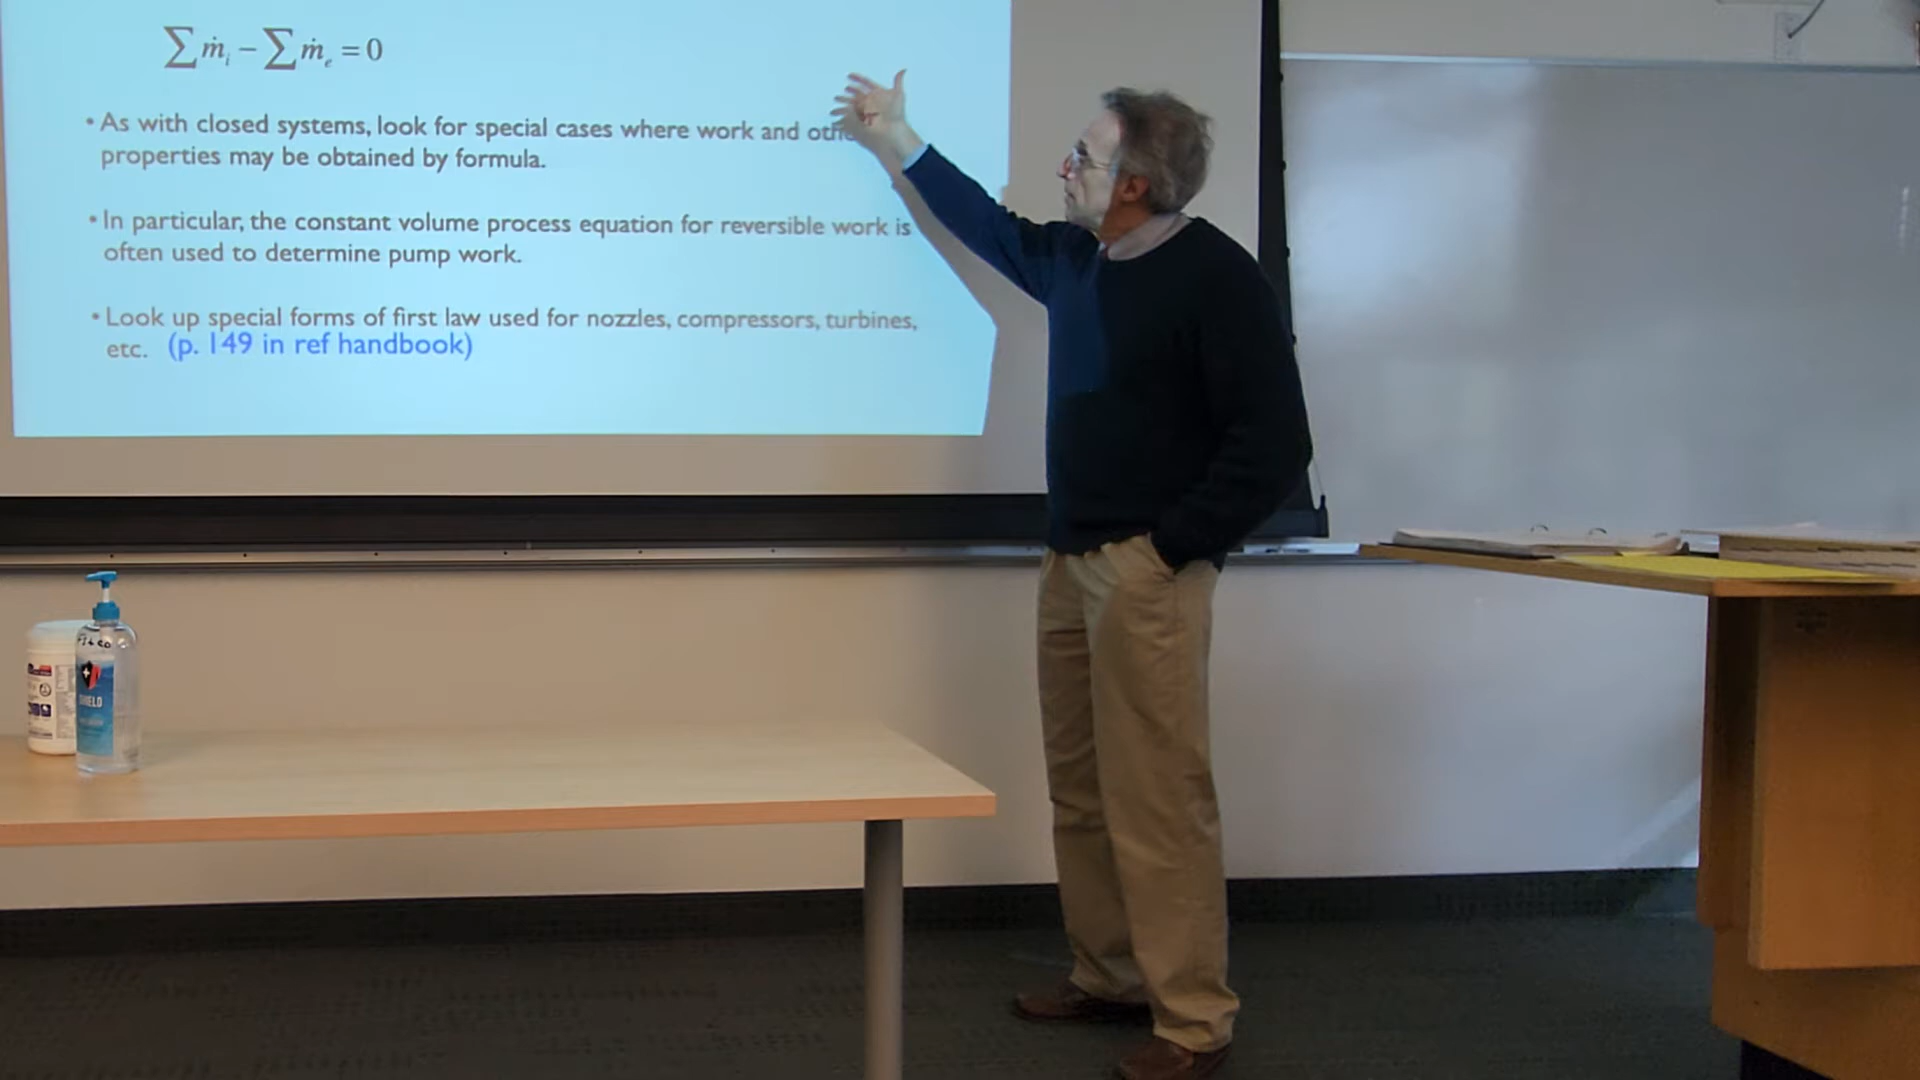 ∑ṁᵢ − ∑ṁₑ = 0
• As with closed systems, look for special cases where work and
properties may be obtained by formula.
• In particular, the constant volume process equation for reversible work is
often used to determine pump work.
• Look up special forms of first law used for nozzles, compressors, turbines,
etc. (p. 149 in ref handbook)